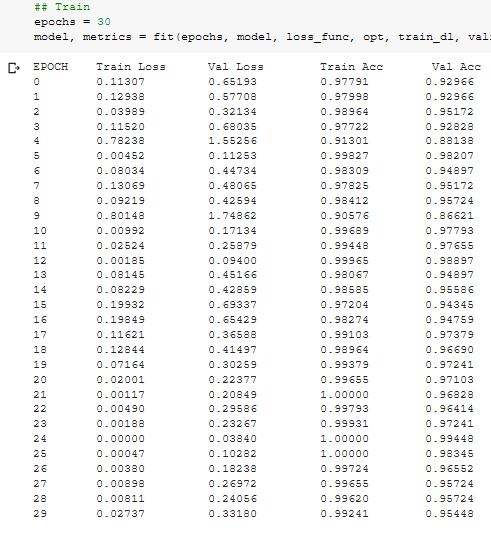 ## Train
epochs = 30
model, metrics = fit(epochs, model, loss_func, opt, train_dl, val
EPOCH Train Loss Val Loss Train Acc Val Acc
0 0.11307 0.65193 0.97791 0.92966
1 0.12938 0.57708 0.97998 0.92966
2 0.03989 0.32134 0.98964 0.95172
3 0.11520 0.68035 0.97722 0.92828
4 0.78238 1.55256 0.91301 0.88138
5 0.00452 0.11253 0.99827 0.98207
6 0.08034 0.44734 0.98309 0.94897
7 0.13069 0.48065 0.97825 0.95172
8 0.09219 0.42594 0.98412 0.95724
9 0.80148 1.74862 0.90576 0.86621
10 0.00992 0.17134 0.99689 0.97793
11 0.02524 0.25879 0.99448 0.97655
12 0.00185 0.09400 0.99965 0.98897
13 0.08145 0.45166 0.98067 0.94897
14 0.08229 0.42859 0.98585 0.95586
15 0.19932 0.69337 0.97204 0.94345
16 0.19849 0.65429 0.98274 0.94759
17 0.11621 0.36588 0.99103 0.97379
18 0.12844 0.41497 0.98964 0.96690
19 0.07164 0.30259 0.99379 0.97241
20 0.02001 0.22377 0.99655 0.97103
21 0.00117 0.20849 1.00000 0.96828
22 0.00490 0.29586 0.99793 0.96414
23 0.00188 0.23267 0.99931 0.97241
24 0.00000 0.03840 1.00000 0.99448
25 0.00047 0.10282 1.00000 0.98345
26 0.00380 0.18238 0.99724 0.96552
27 0.00898 0.26972 0.99655 0.95724
28 0.00811 0.24056 0.99620 0.95724
29 0.02737 0.33180 0.99241 0.95448